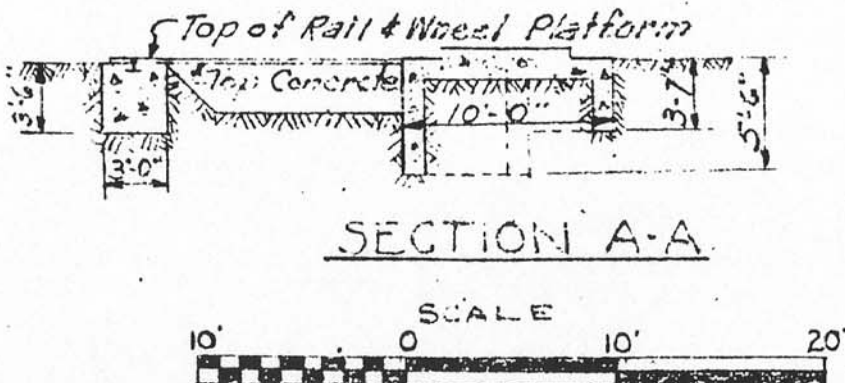 Top of Rail & Wheel Platform
Top Concrete
3'-6"
10'-0"
3-7"
5'-6"
3'-0"
SECTION A-A
SCALE
10' 0 10' 20'